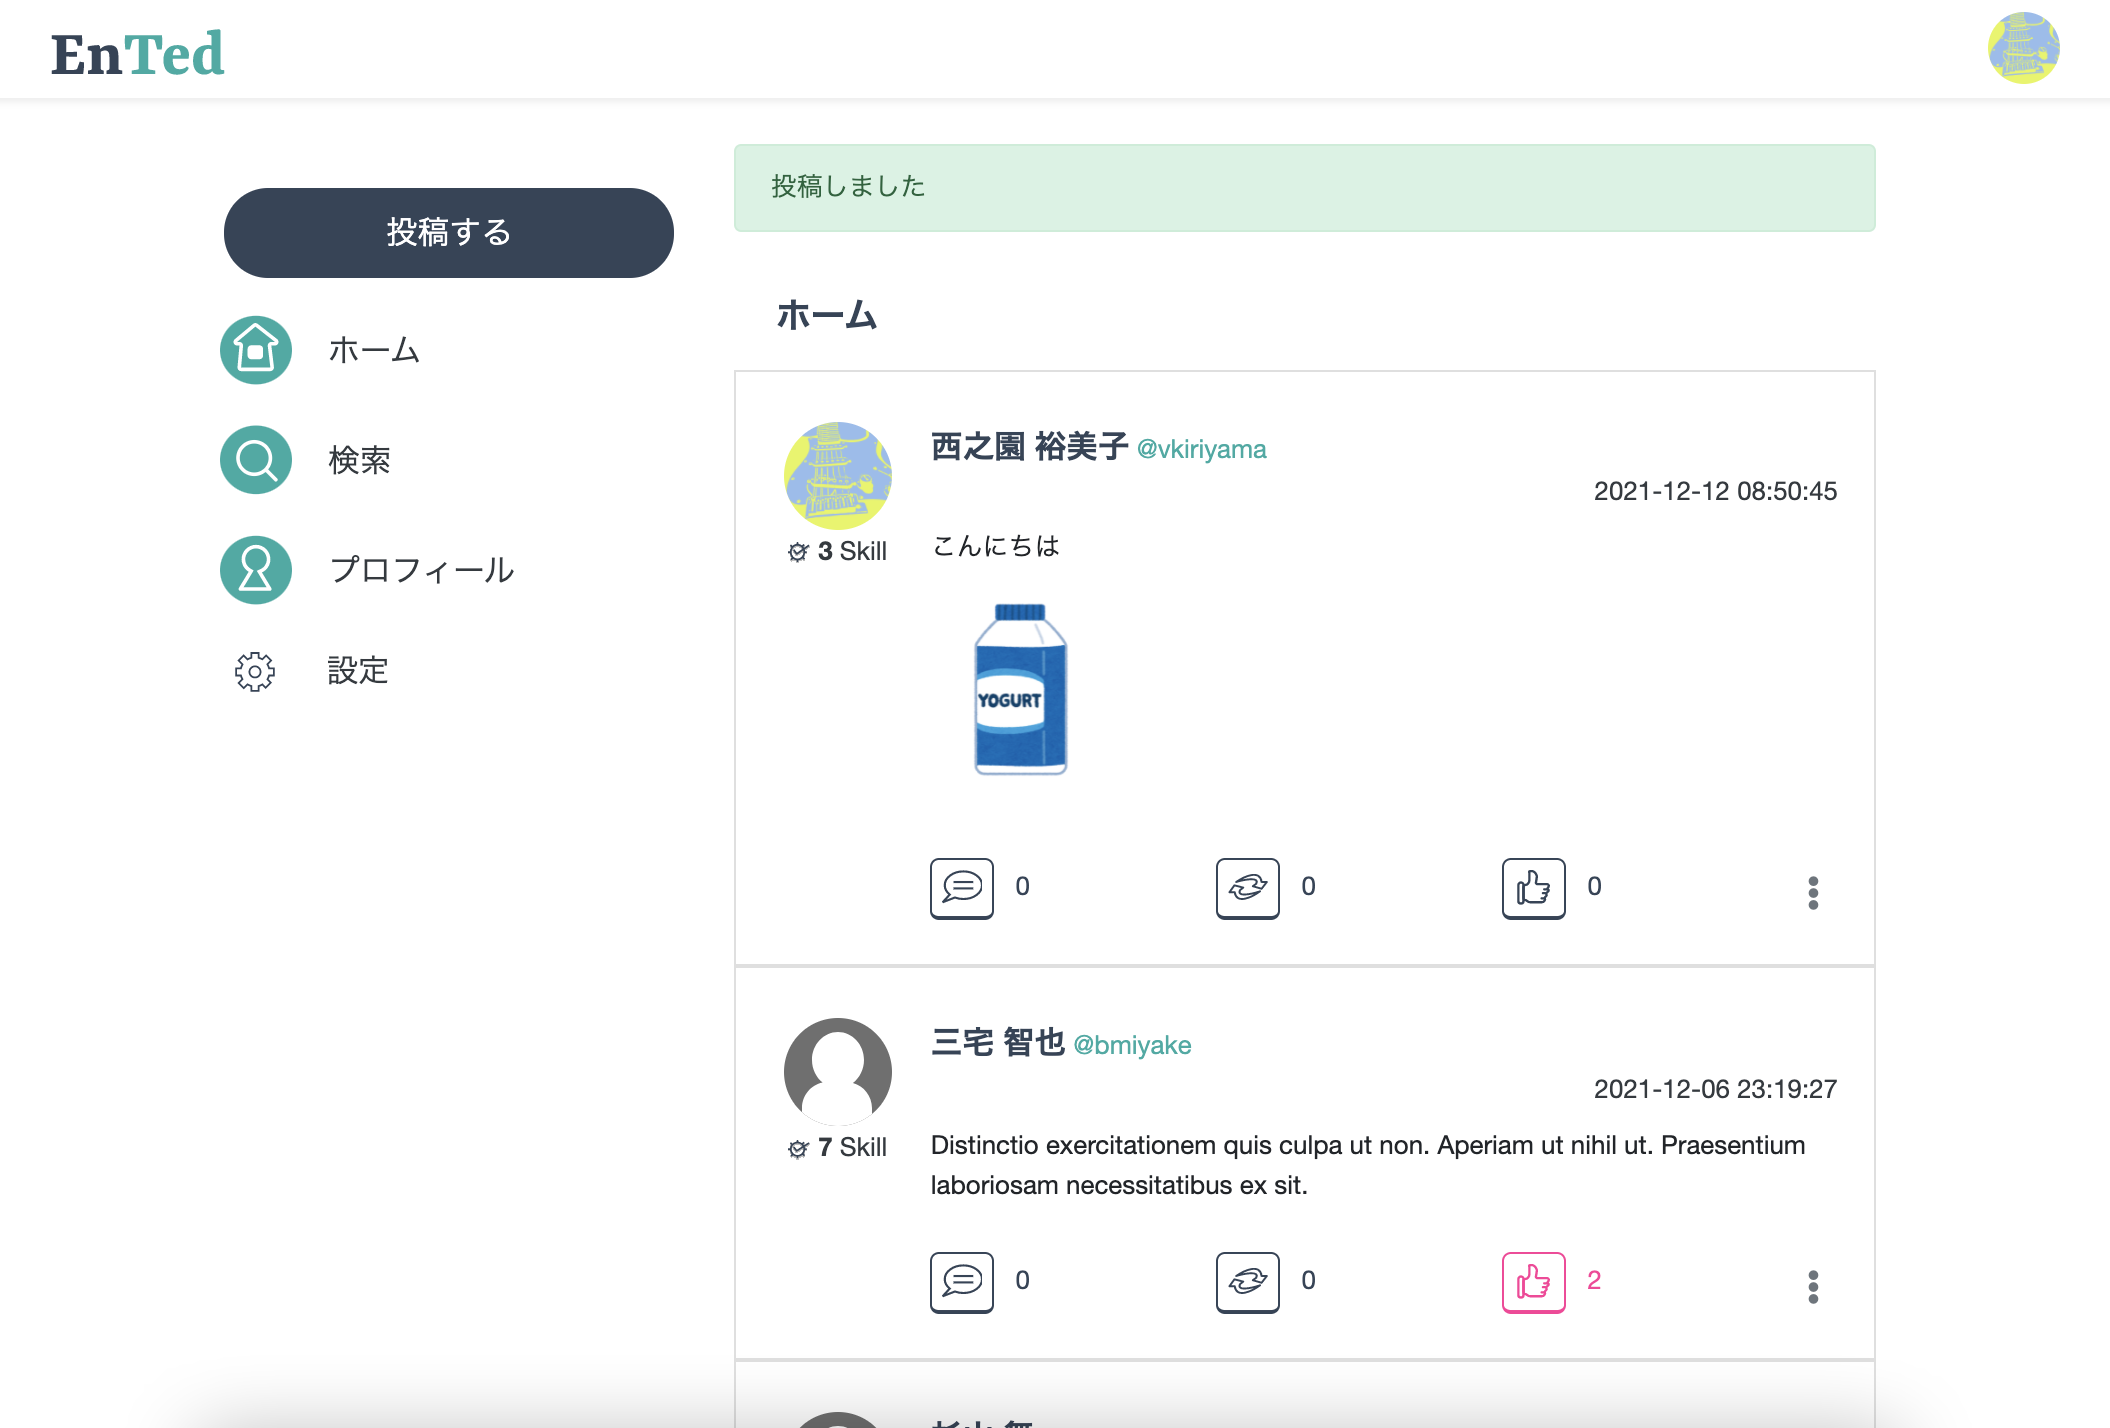 EnTed
投稿しました
投稿する
ホーム
検索
プロフィール
設定
ホーム
西之園 裕美子 @vkiriyama
2021-12-12 08:50:45
3 Skill
こんにちは
YOGURT
0 0 0
三宅 智也 @bmiyake
2021-12-06 23:19:27
7 Skill
Distinctio exercitationem quis culpa ut non. Aperiam ut nihil ut. Praesentium
laboriosam necessitatibus ex sit.
0 0 2